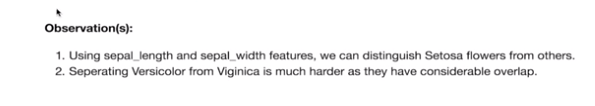 Observation(s):
1. Using sepal_length and sepal_width features, we can distinguish Setosa flowers from others.
2. Seperating Versicolor from Viginica is much harder as they have considerable overlap.